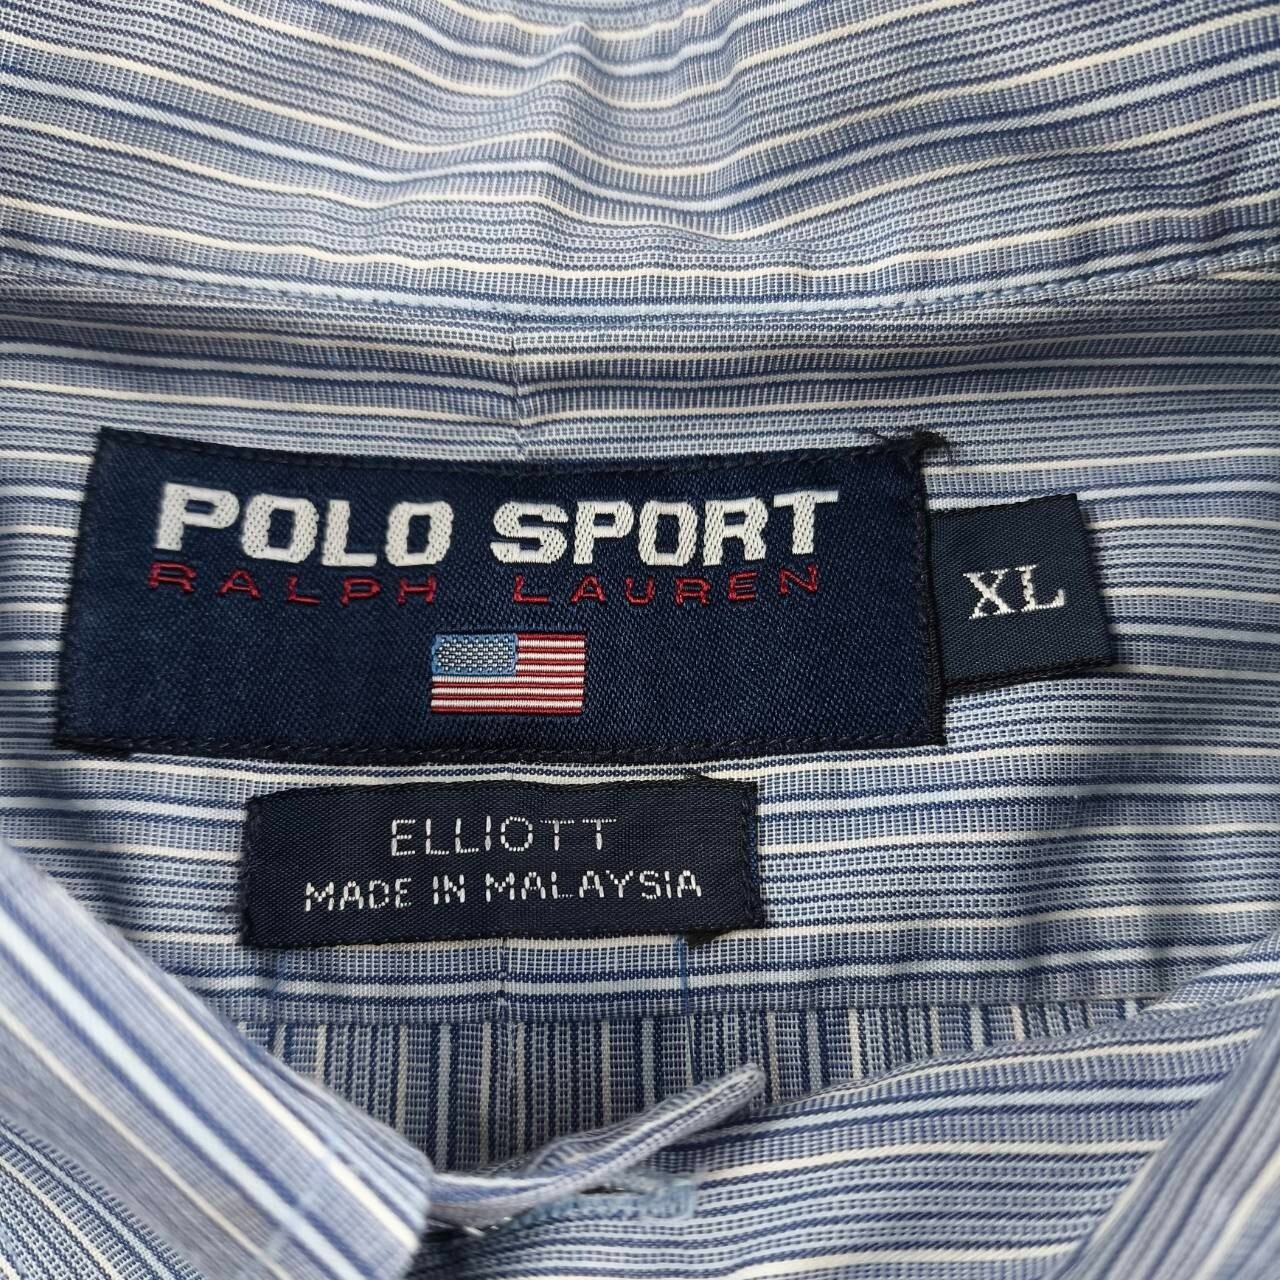 POLO SPORT
RALPH LAUREN
XL
ELLIOTT
MADE IN MALAYSIA